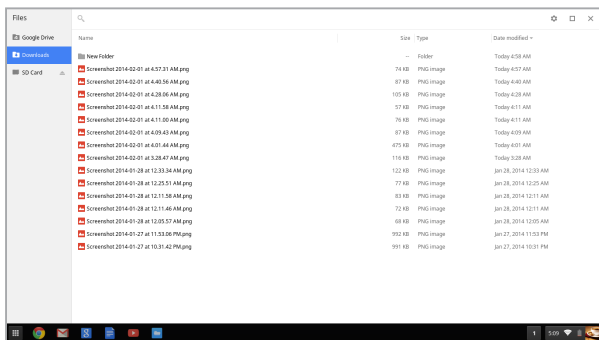 Files
Google Drive
Downloads
SD Card
Name Size Type Date modified
New Folder -- Folder Today 4:58 AM
Screenshot 2014-02-01 at 4.57.31 AM.png 74 KB PNG image Today 4:57 AM
Screenshot 2014-02-01 at 4.40.56 AM.png 87 KB PNG image Today 4:40 AM
Screenshot 2014-02-01 at 4.28.06 AM.png 105 KB PNG image Today 4:28 AM
Screenshot 2014-02-01 at 4.11.58 AM.png 57 KB PNG image Today 4:11 AM
Screenshot 2014-02-01 at 4.11.00 AM.png 76 KB PNG image Today 4:11 AM
Screenshot 2014-02-01 at 4.09.43 AM.png 87 KB PNG image Today 4:09 AM
Screenshot 2014-02-01 at 4.01.44 AM.png 475 KB PNG image Today 4:01 AM
Screenshot 2014-02-01 at 3.28.47 AM.png 116 KB PNG image Today 3:28 AM
Screenshot 2014-01-28 at 12.33.34 AM.png 122 KB PNG image Jan 28, 2014 12:33 AM
Screenshot 2014-01-28 at 12.25.51 AM.png 77 KB PNG image Jan 28, 2014 12:25 AM
Screenshot 2014-01-28 at 12.11.58 AM.png 83 KB PNG image Jan 28, 2014 12:11 AM
Screenshot 2014-01-28 at 12.11.46 AM.png 72 KB PNG image Jan 28, 2014 12:11 AM
Screenshot 2014-01-28 at 12.05.57 AM.png 68 KB PNG image Jan 28, 2014 12:05 AM
Screenshot 2014-01-27 at 11.53.06 PM.png 992 KB PNG image Jan 27, 2014 11:53 PM
Screenshot 2014-01-27 at 10.31.42 PM.png 991 KB PNG image Jan 27, 2014 10:31 PM
8 1 5:09